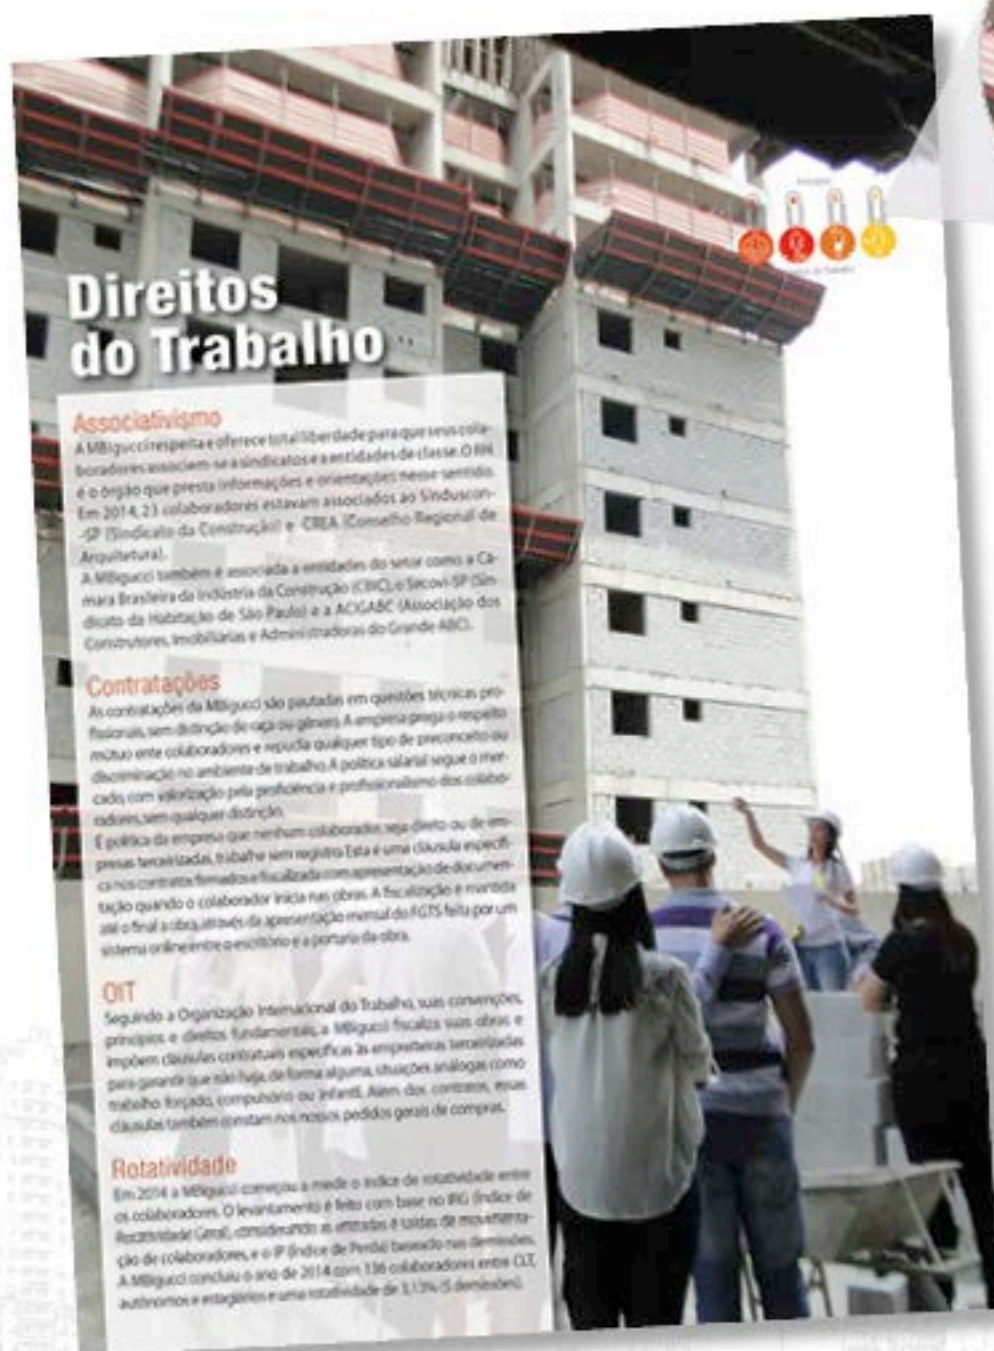 Direitos
do Trabalho
Associativismo
A MBigucci respeita e oferece total liberdade para que seus cola-
boradores associem-se a sindicatos e a entidades de classe. O RH
é o órgão que presta informações e orientações nesse sentido.
Em 2014, 23 colaboradores estavam associados ao Sinduscon-
-SP (Sindicato da Construção) e CREA (Conselho Regional de
Arquitetura).
A MBigucci também é associada a entidades do setor como a Câ-
mara Brasileira da Indústria da Construção (CBIC), o Secovi-SP (Sin-
dicato da Habitação de São Paulo) e a ACIGABC (Associação dos
Construtores, Imobiliárias e Administradoras do Grande ABC).
Contratações
As contratações da MBigucci são pautadas em questões técnicas pro-
fissionais, sem distinção de raça ou gênero. A empresa prega o respeito
mútuo ente colaboradores e repudia qualquer tipo de preconceito ou
discriminação no ambiente de trabalho. A política salarial segue o mer-
cado, com valorização pela proficiência e profissionalismo dos colabo-
radores, sem qualquer distinção.
É política da empresa que nenhum colaborador, seja direto ou de em-
presas terceirizadas, trabalhe sem registro. Esta é uma cláusula específi-
ca nos contratos firmados e fiscalizada com apresentação de documen-
tação quando o colaborador inicia nas obras. A fiscalização é mantida
até o final a obra, através da apresentação mensal do FGTS feita por um
sistema online entre o escritório e a portaria da obra.
OIT
Seguindo a Organização Internacional do Trabalho, suas convenções,
princípios e direitos fundamentais, a MBigucci fiscaliza suas obras e
impõem cláusulas contratuais específicas às empreiteiras terceirizadas
para garantir que não haja, de forma alguma, situações análogas como
trabalho forçado, compulsório ou infantil. Além dos contratos, essas
cláusulas também constam nos nossos pedidos gerais de compras.
Rotatividade
Em 2014 a MBigucci começou a medir o índice de rotatividade entre
os colaboradores. O levantamento é feito com base no IRG (Índice de
Rotatividade Geral), considerando as entradas e saídas de movimenta-
ção de colaboradores, e o IP (Índice de Perda) baseado nas demissões.
A MBigucci concluiu o ano de 2014 com 136 colaboradores entre CLT,
autônomos e estagiários e uma rotatividade de 3,13% (5 demissões).